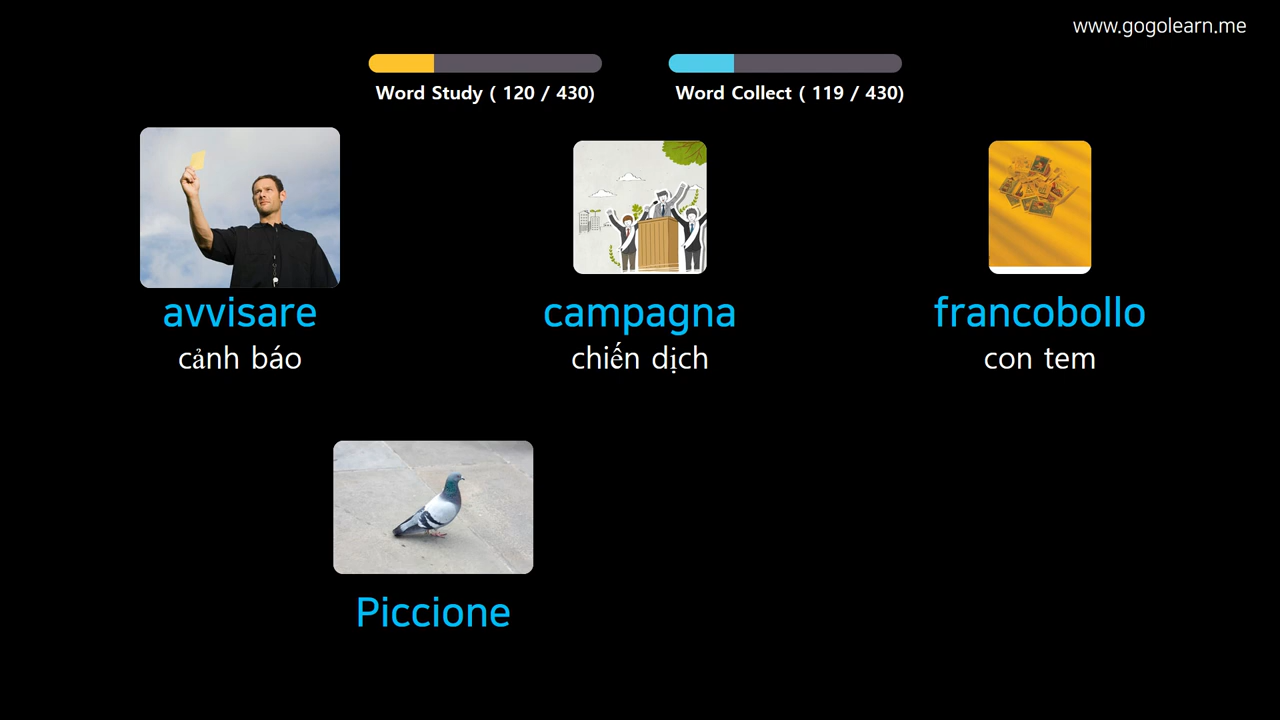 www.gogolearn.me
Word Study ( 120 / 430)
Word Collect ( 119 / 430)
avvisare
cảnh báo
campagna
chiến dịch
francobollo
con tem
Piccione